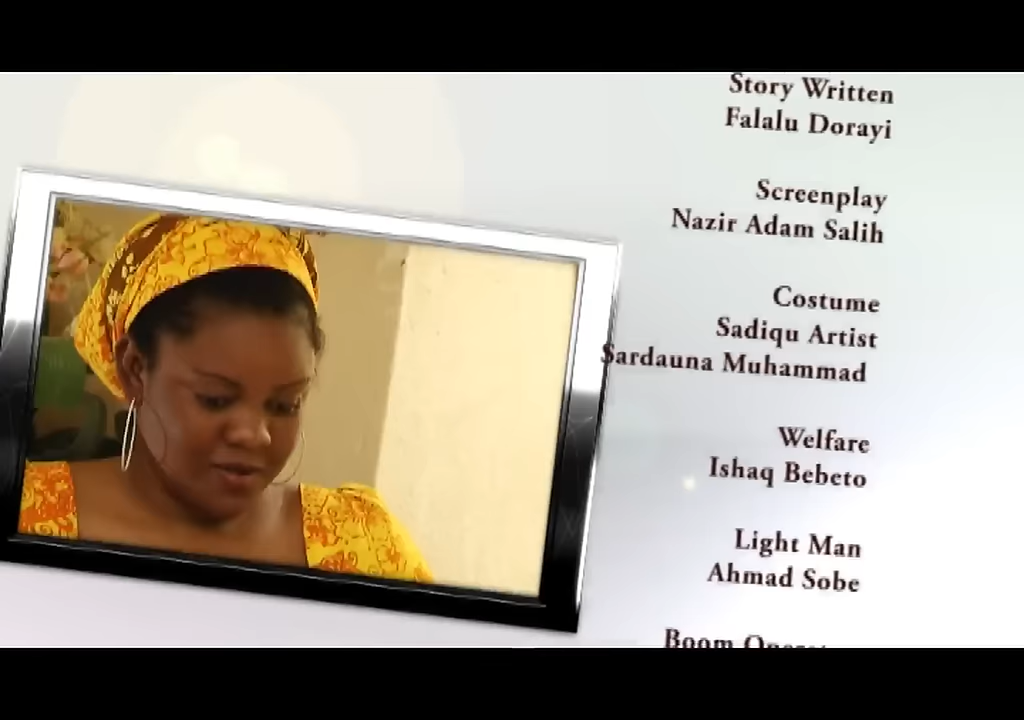 Story Written
Falalu Dorayi
Screenplay
Nazir Adam Salih
Costume
Sadiqu Artist
Sardauna Muhammad
Welfare
Ishaq Bebeto
Light Man
Ahmad Sobe
Boom